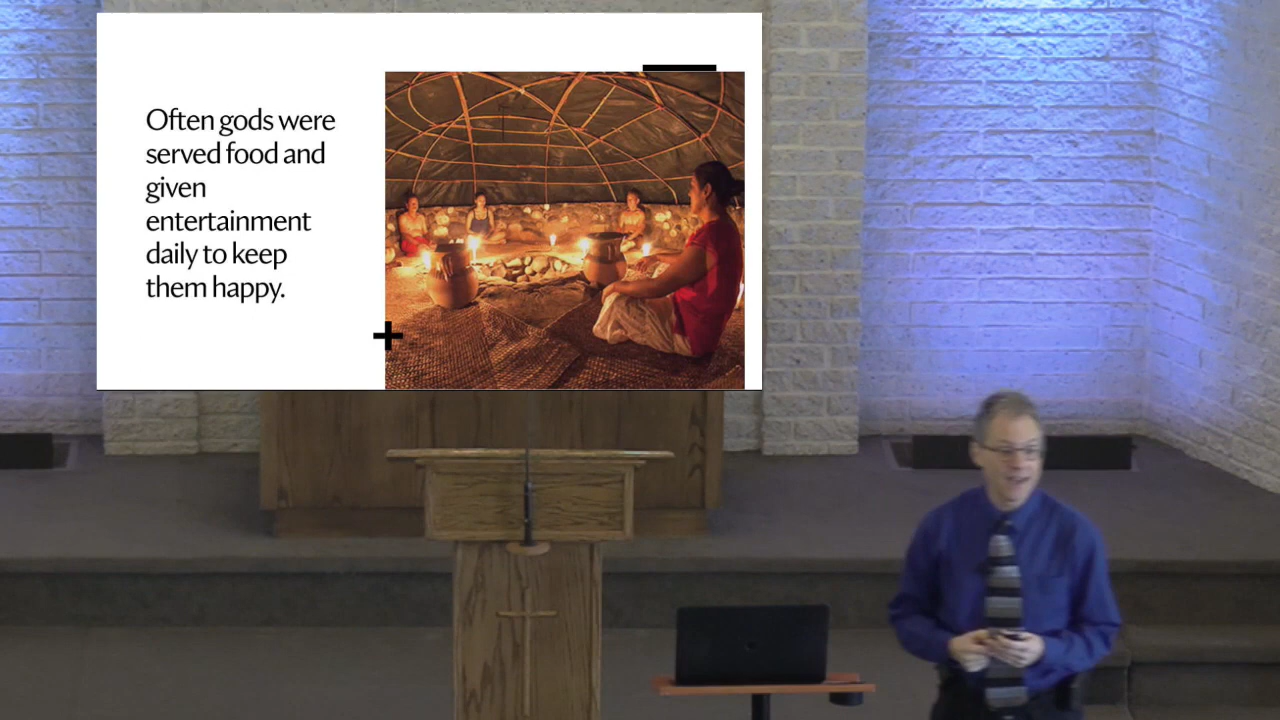 Often gods were
served food and
given
entertainment
daily to keep
them happy.